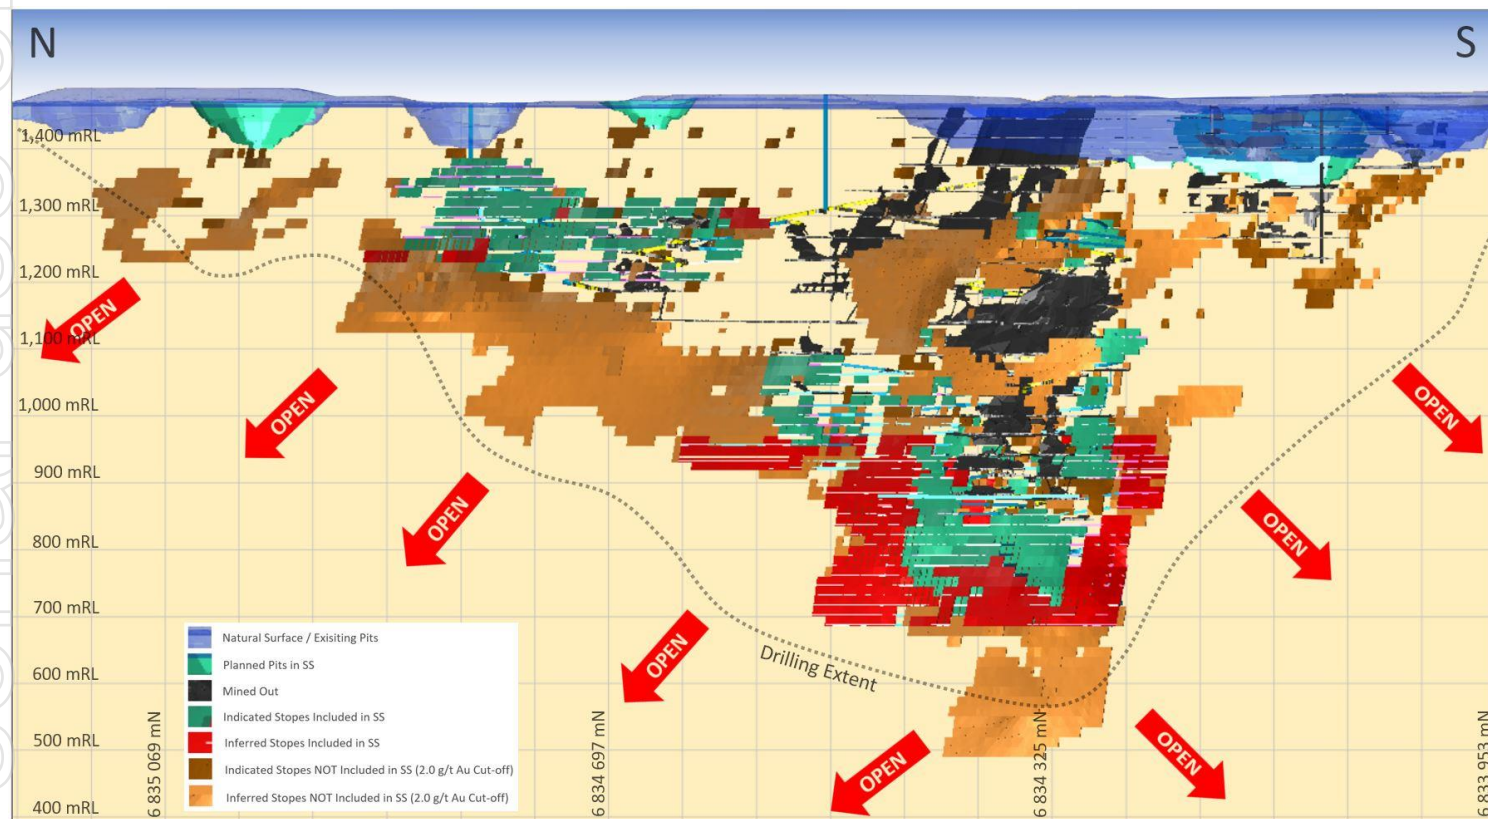 N
S
1,400 mRL
1,300 mRL
1,200 mRL
OPEN
1,100 mRL
OPEN
OPEN
1,000 mRL
OPEN
900 mRL
OPEN
OPEN
800 mRL
700 mRL
OPEN
Drilling Extent
600 mRL
500 mRL
OPEN
OPEN
400 mRL
Natural Surface / Exisiting Pits
Planned Pits in SS
Mined Out
Indicated Stopes Included in SS
Inferred Stopes Included in SS
Indicated Stopes NOT Included in SS (2.0 g/t Au Cut-off)
Inferred Stopes NOT Included in SS (2.0 g/t Au Cut-off)
6 835 069 mN
6 834 697 mN
6 834 325 mN
6 833 953 mN